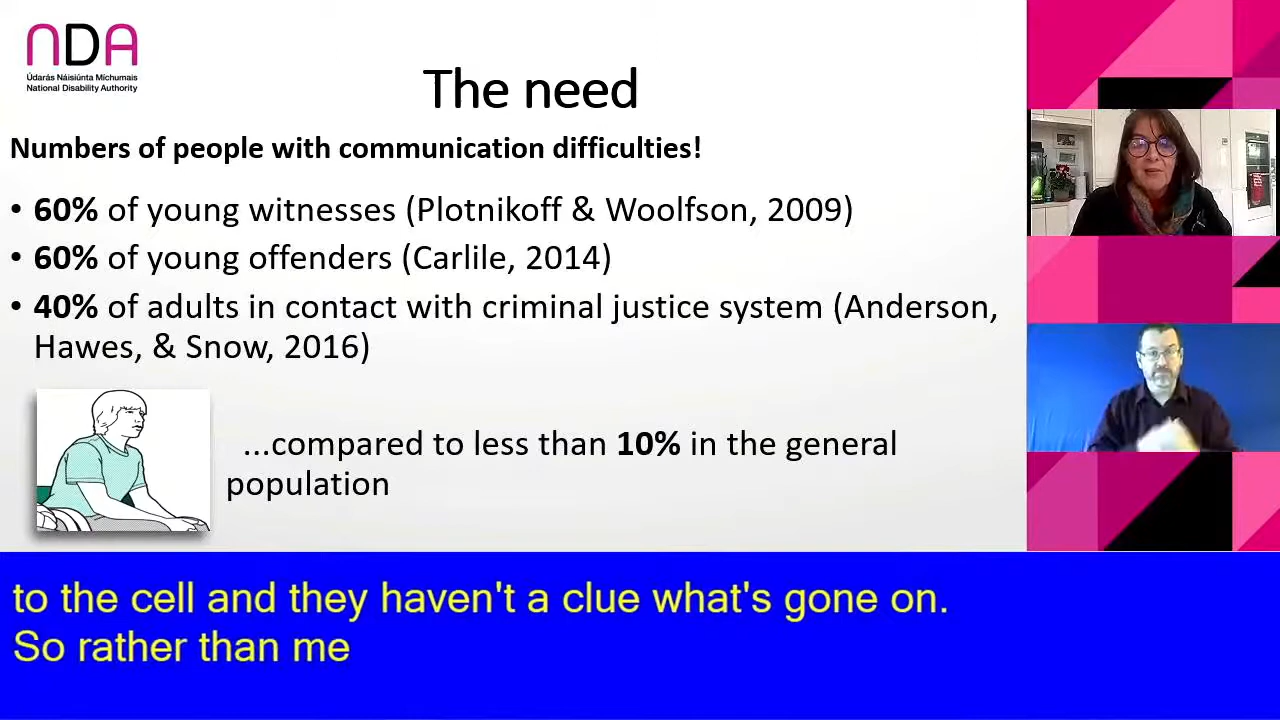 NDA
Údarás Náisiúnta Míchumais
National Disability Authority
The need
Numbers of people with communication difficulties!
• 60% of young witnesses (Plotnikoff & Woolfson, 2009)
• 60% of young offenders (Carlile, 2014)
• 40% of adults in contact with criminal justice system (Anderson,
Hawes, & Snow, 2016)
...compared to less than 10% in the general
population
to the cell and they haven't a clue what's gone on.
So rather than me